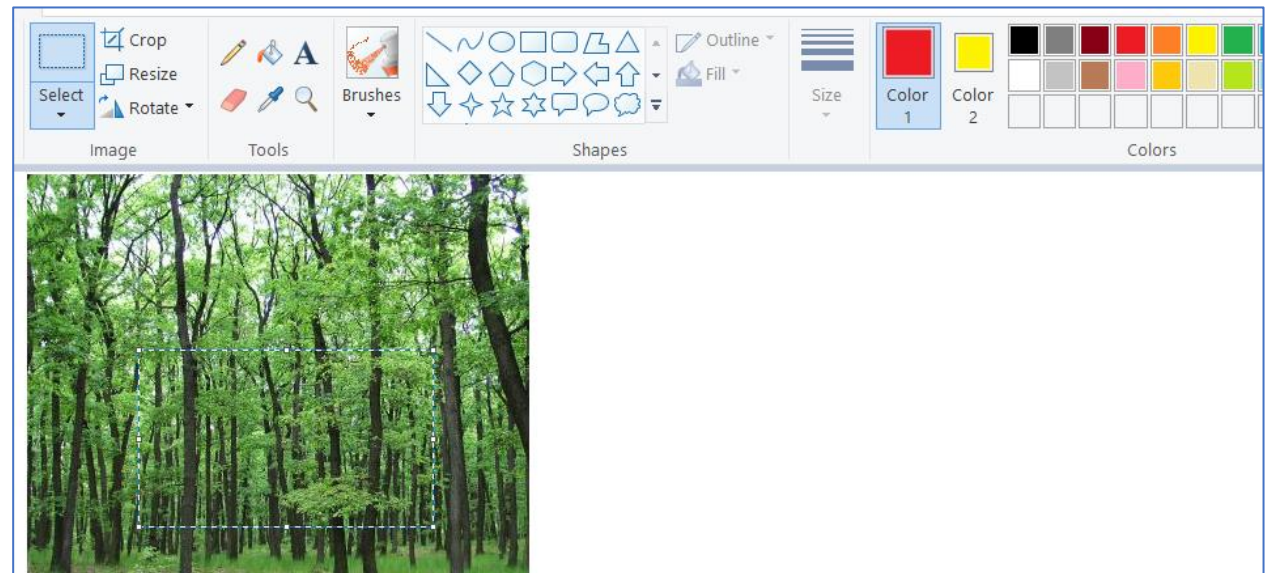 Crop
Outline
Resize
Fill
Select
Rotate
Brushes
Size
Color 1
Color 2
Image
Tools
Shapes
Colors